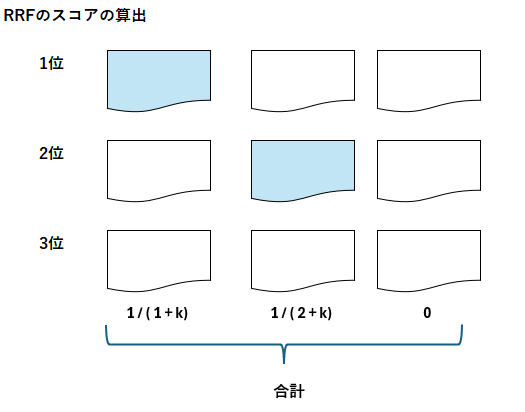 RRFのスコアの算出
1位
2位
3位
1 / ( 1 + k) 1 / ( 2 + k) 0
合計